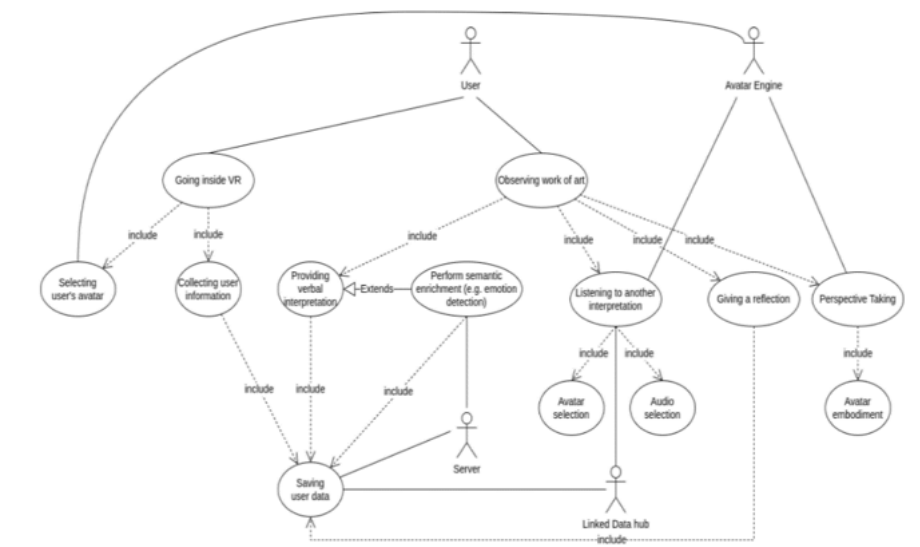 User
Avatar Engine
Going inside VR
Observing work of art
include
include
include
include
include
include
Selecting
user's avatar
Collecting user
information
Providing
verbal
interpretation
Extends
Perform semantic
enrichment (e.g. emotion
detection)
Listening to another
interpretation
Giving a reflection
Perspective Taking
include
include
include
include
include
include
Avatar
selection
Audio
selection
Avatar
embodiment
Server
Saving
user data
Linked Data hub
include